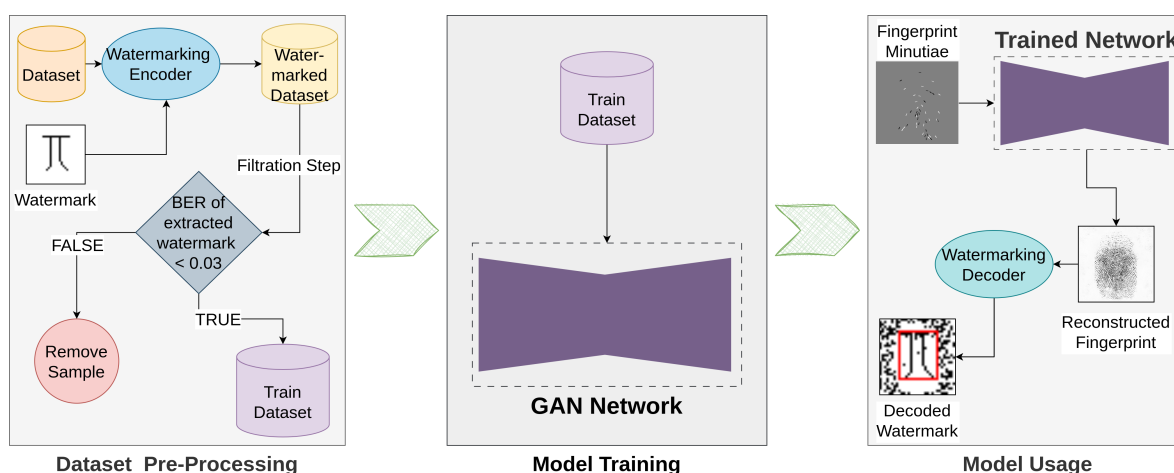 Dataset
Watermarking
Encoder
Water-
marked
Dataset
Watermark
Filtration Step
BER of
extracted
watermark
< 0.03
FALSE
TRUE
Remove
Sample
Train
Dataset
Dataset Pre-Processing
Train
Dataset
GAN Network
Model Training
Fingerprint
Minutiae
Trained Network
Watermarking
Decoder
Reconstructed
Fingerprint
Decoded
Watermark
Model Usage